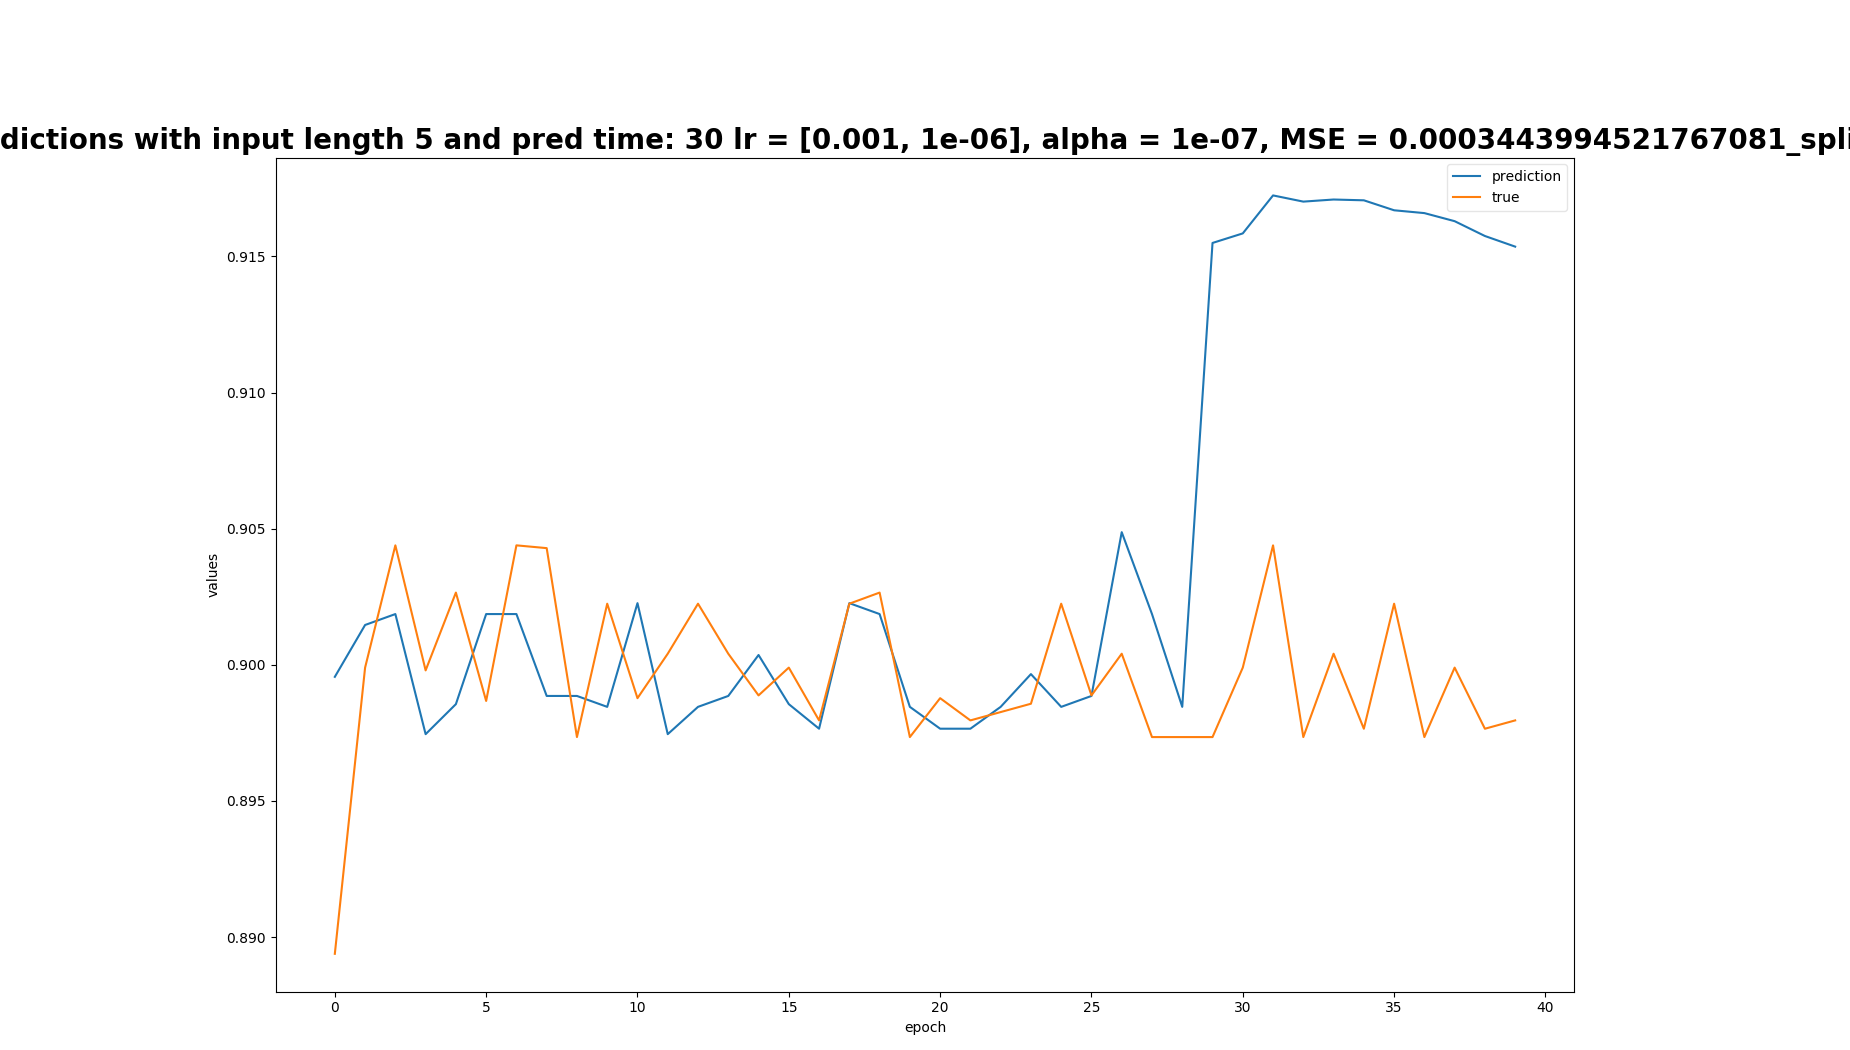 dictions with input length 5 and pred time: 30 lr = [0.001, 1e-06], alpha = 1e-07, MSE = 0.0003443994521767081_spli
prediction
true
0.915
0.910
0.905
0.900
0.895
0.890
values
0 5 10 15 20 25 30 35 40
epoch